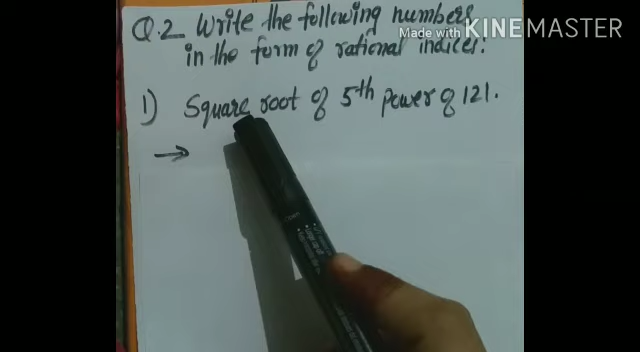 Q.2 Write the following numbers
Made with KINEMASTER
in the form of rational indices:
1) Square root of 5th power of 121.
→